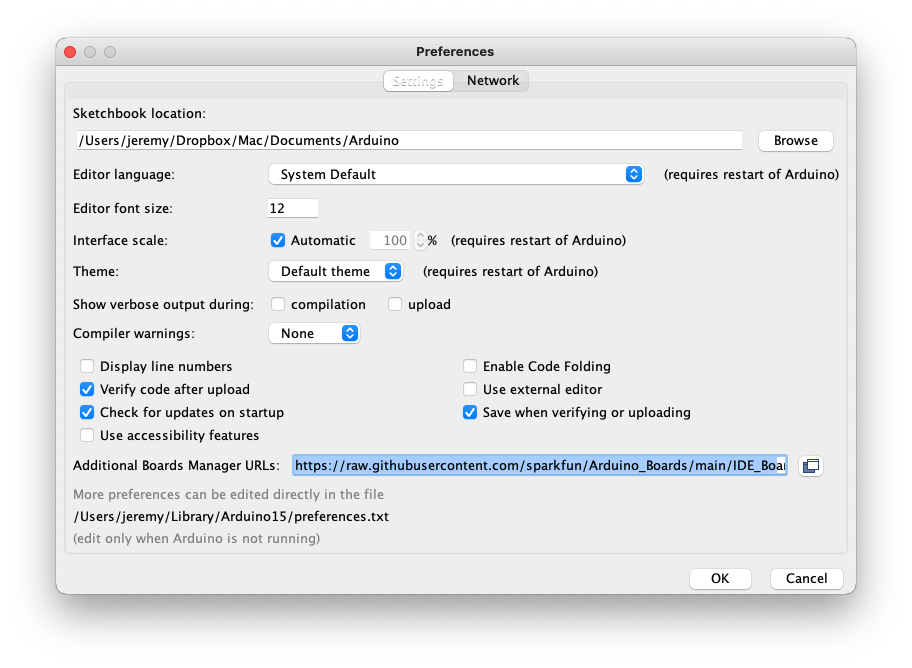 Preferences
Settings Network
Sketchbook location:
/Users/jeremy/Dropbox/Mac/Documents/Arduino Browse
Editor language: System Default (requires restart of Arduino)
Editor font size: 12
Interface scale: Automatic 100 % (requires restart of Arduino)
Theme: Default theme (requires restart of Arduino)
Show verbose output during: compilation upload
Compiler warnings: None
Display line numbers Enable Code Folding
Verify code after upload Use external editor
Check for updates on startup Save when verifying or uploading
Use accessibility features
Additional Boards Manager URLs: https://raw.githubusercontent.com/sparkfun/Arduino_Boards/main/IDE_Boar
More preferences can be edited directly in the file
/Users/jeremy/Library/Arduino15/preferences.txt
(edit only when Arduino is not running)
OK Cancel